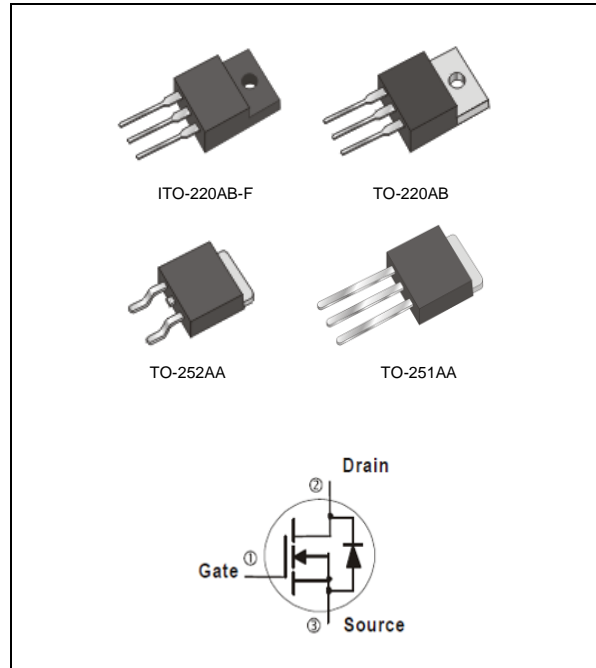 ITO-220AB-F
TO-220AB
TO-252AA
TO-251AA
Drain
②
①
Gate
③
Source